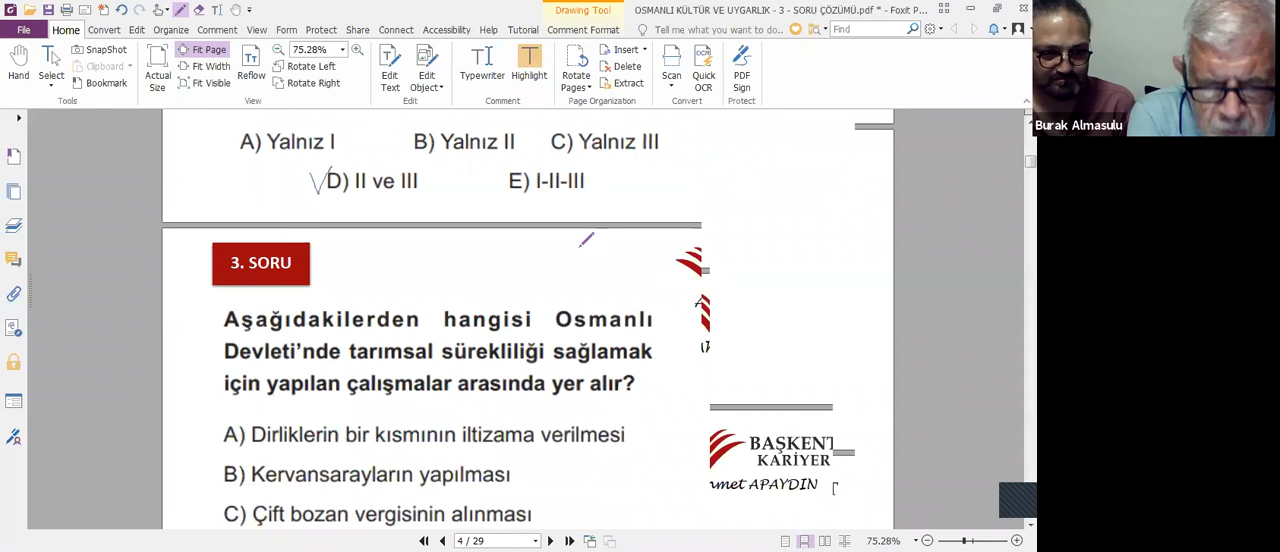 Drawing Tool
OSMANLI KÜLTÜR VE UYGARLIK - 3 - SORU ÇÖZÜMÜ.pdf * - Foxit P...
File Home Convert Edit Organize Comment View Form Protect Share Connect Accessibility Help Tutorial Comment Format Tell me what you want to do... Find
Hand
Select
SnapShot
Clipboard
Bookmark
Tools
Actual Size
Fit Page
Fit Width
Fit Visible
Reflow
75.28%
Rotate Left
Rotate Right
View
Edit Text
Edit Object
Edit
Typewriter
Highlight
Comment
Rotate Pages
Insert
Delete
Extract
Page Organization
Scan
Quick OCR
Convert
PDF Sign
Protect
Burak Almasulu
A) Yalnız I B) Yalnız II C) Yalnız III
D) II ve III E) I-II-III
3. SORU
Aşağıdakilerden hangisi Osmanlı
Devleti’nde tarımsal sürekliliği sağlamak
için yapılan çalışmalar arasında yer alır?
A) Dirliklerin bir kısmının iltizama verilmesi
B) Kervansarayların yapılması
C) Çift bozan vergisinin alınması
BAŞKENT
KARİYER
APAYDIN
4 / 29
75.28%